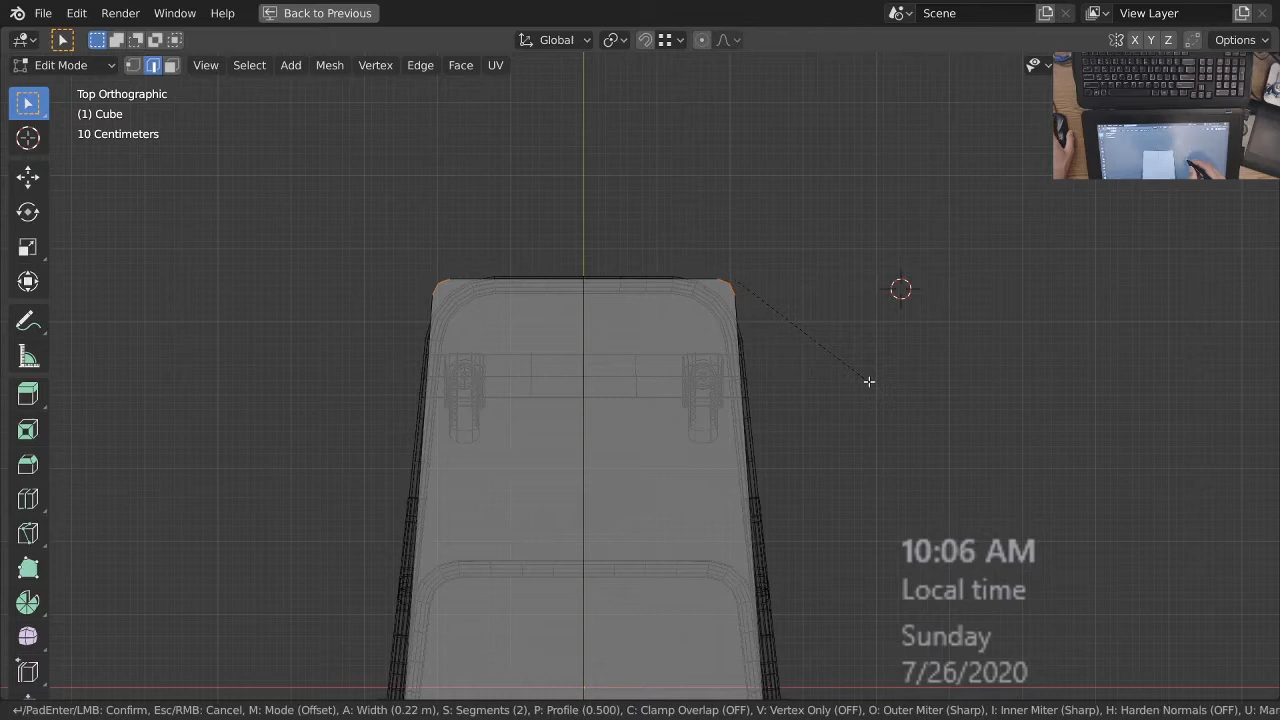 File Edit Render Window Help Back to Previous Scene View Layer
Global X Y Z Options
Edit Mode View Select Add Mesh Vertex Edge Face UV
Top Orthographic
(1) Cube
10 Centimeters
10:06 AM
Local time
Sunday
7/26/2020
↵/PadEnter/LMB: Confirm, Esc/RMB: Cancel, M: Mode (Offset), A: Width (0.22 m), S: Segments (2), P: Profile (0.500), C: Clamp Overlap (OFF), V: Vertex Only (OFF), O: Outer Miter (Sharp), I: Inner Miter (Sharp), H: Harden Normals (OFF), U: Mar